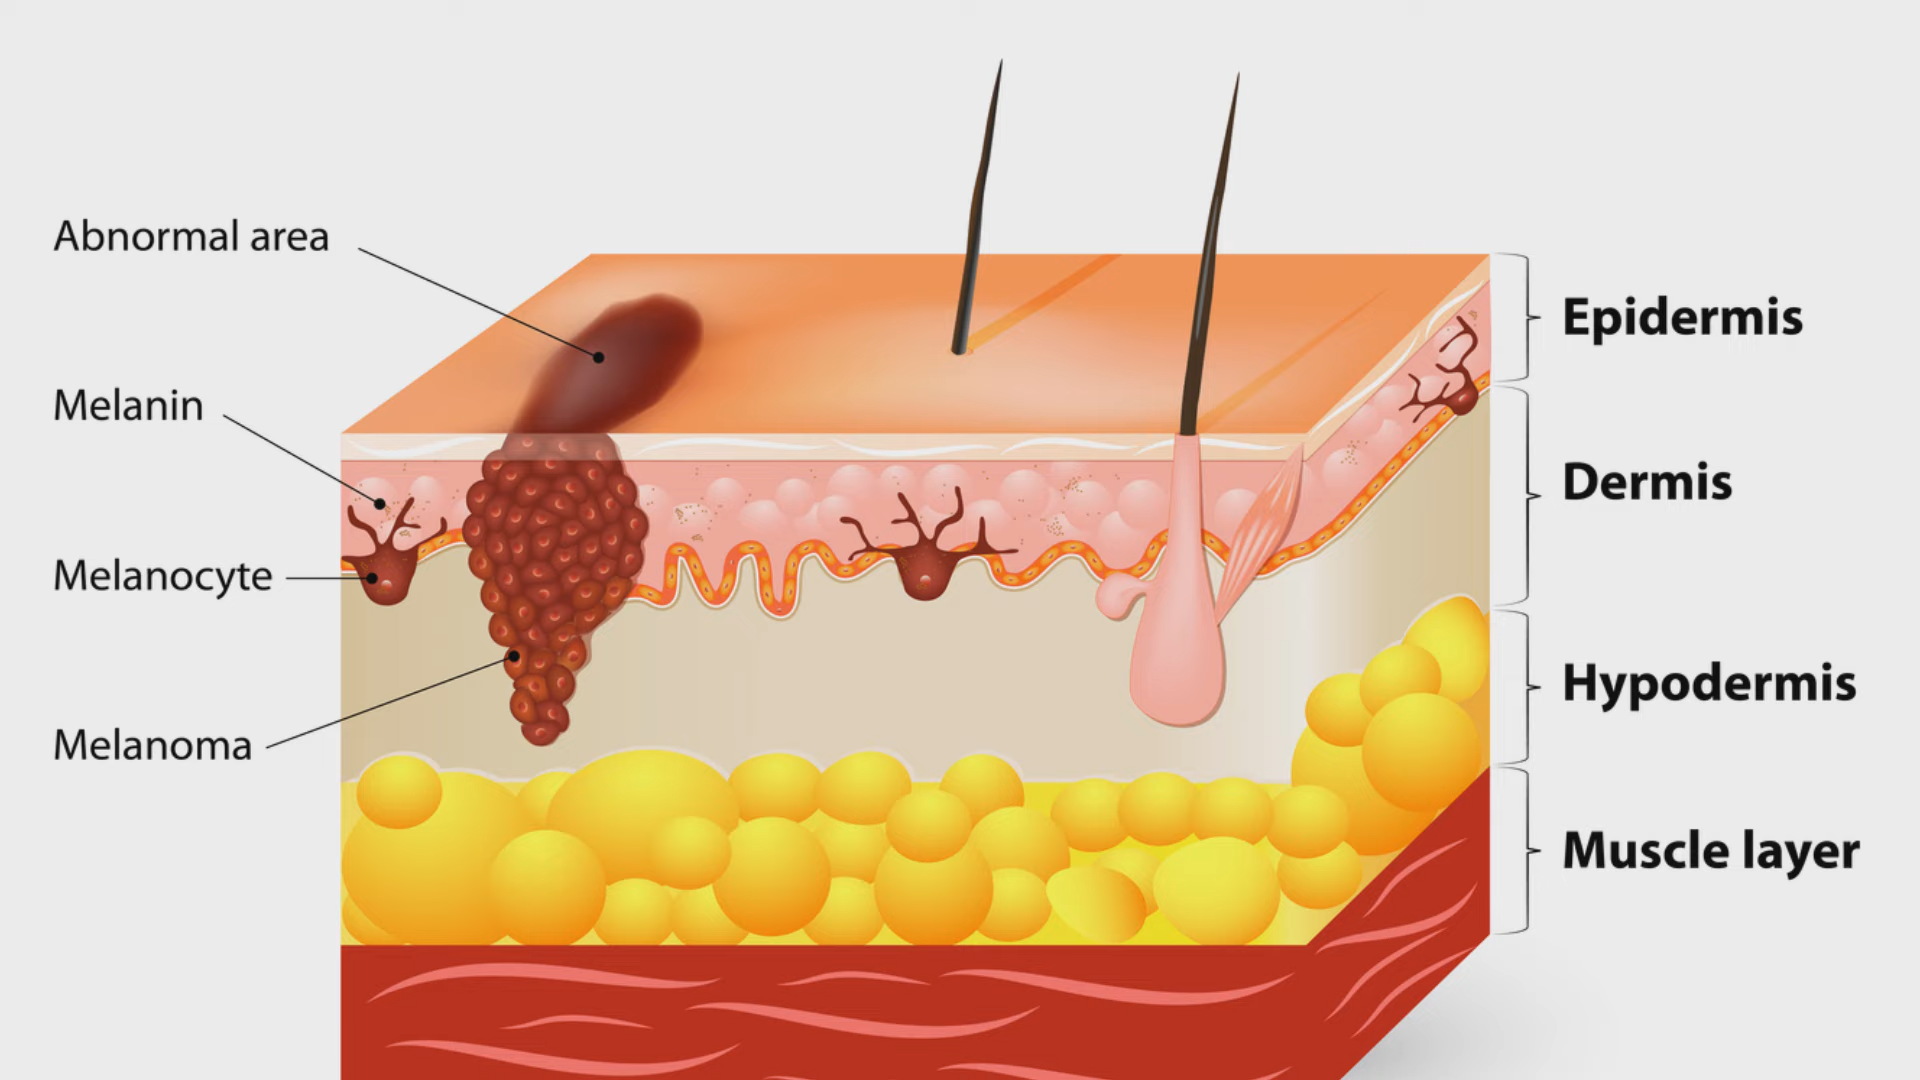 Abnormal area
Melanin
Melanocyte
Melanoma
Epidermis
Dermis
Hypodermis
Muscle layer